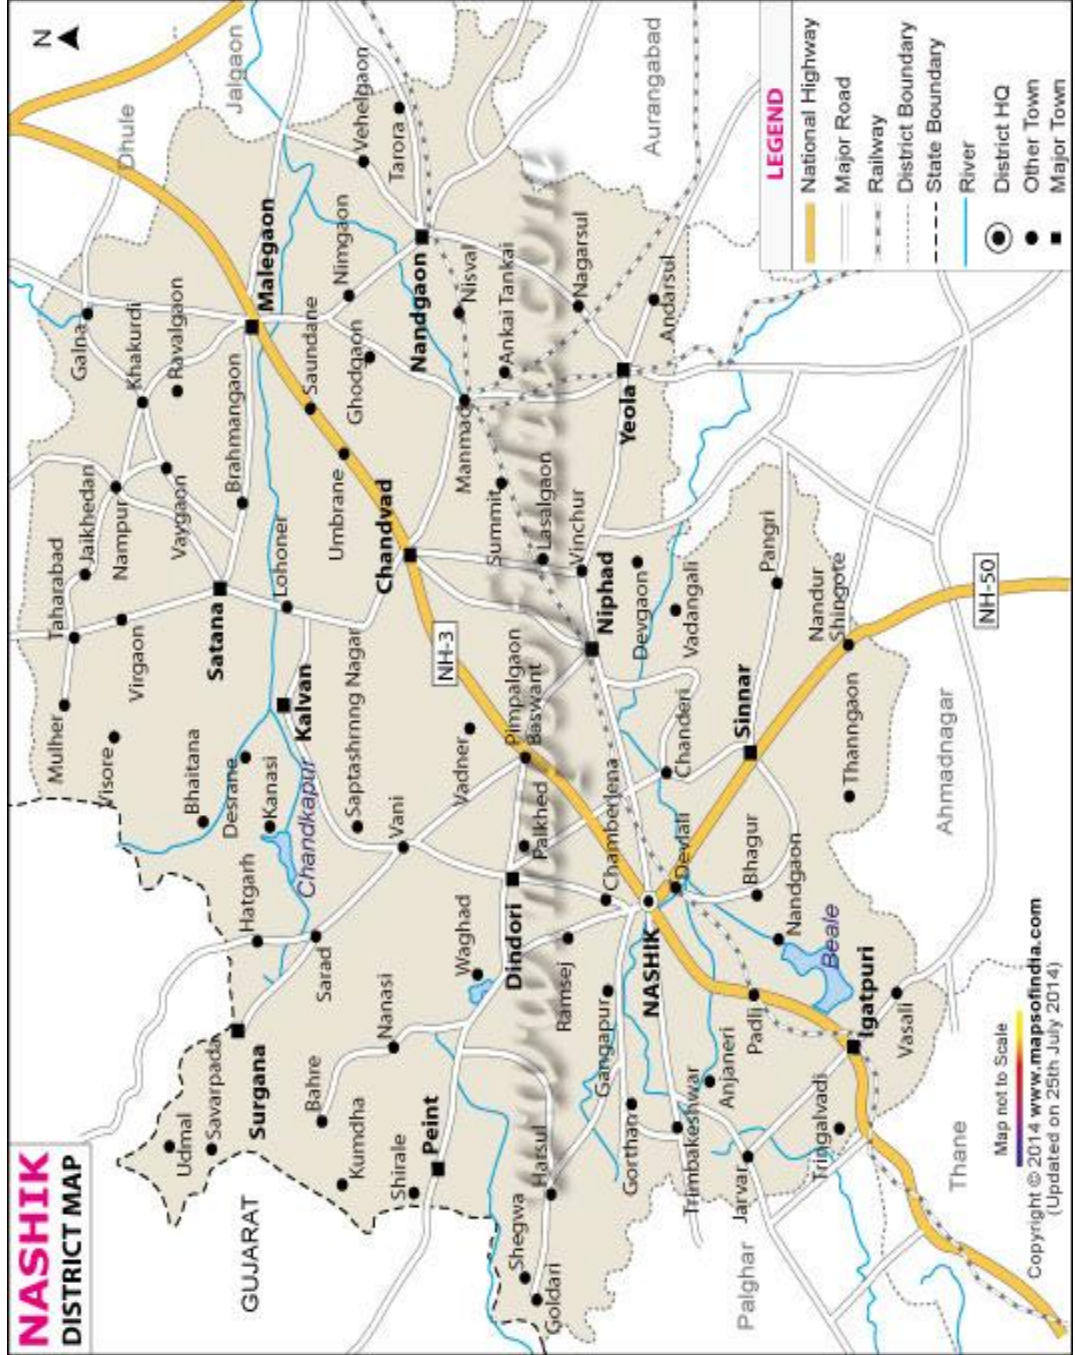 NASHIK
DISTRICT MAP
N
Mulher
Taharabad
Jaikhedan
Galna
Dhule
Visore
Virgaon
Nampur
Khakurdi
Udmal
Savarpada
Bhaitana
Vaygaon
Ravalgaon
Jalgaon
GUJARAT
Surgana
Hatgarh
Desrane
Kanasi
Satana
Brahmangaon
Malegaon
Bahre
Sarad
Chandkapur
Kalvan
Lohoner
Saundane
Kumdha
Saptashrnng Nagar
Umbrane
Ghodgaon
Nimgaon
Vehelgaon
Shirale
Nanasi
Vani
Chandvad
Tarora
Peint
NH-3
Nandgaon
Waghad
Vadner
Manmad
Nisval
Shegwa
Dindori
Pimpalgaon
Baswant
Summit
Ankai Tankai
Goldari
Harsul
Ramsej
Palkhed
Lasalgaon
Vinchur
Nagarsul
Gangapur
Chamberlena
Niphad
Yeola
Gorthan
NASHIK
Devlali
Chanderi
Devgaon
Andarsul
Aurangabad
Trimbakeshwar
Vadangali
Jarvar
Anjaneri
Padli
Bhagur
Sinnar
Pangri
Palghar
Tringalvadi
Nandgaon
Beale
Thanngaon
Nandur
Shingote
Igatpuri
Vasali
Thane
Ahmadnagar
NH-50
maharudrapoojapandit.com
LEGEND
National Highway
Major Road
Railway
District Boundary
State Boundary
River
District HQ
Other Town
Major Town
Map not to Scale
Copyright © 2014 www.mapsofindia.com
(Updated on 25th July 2014)